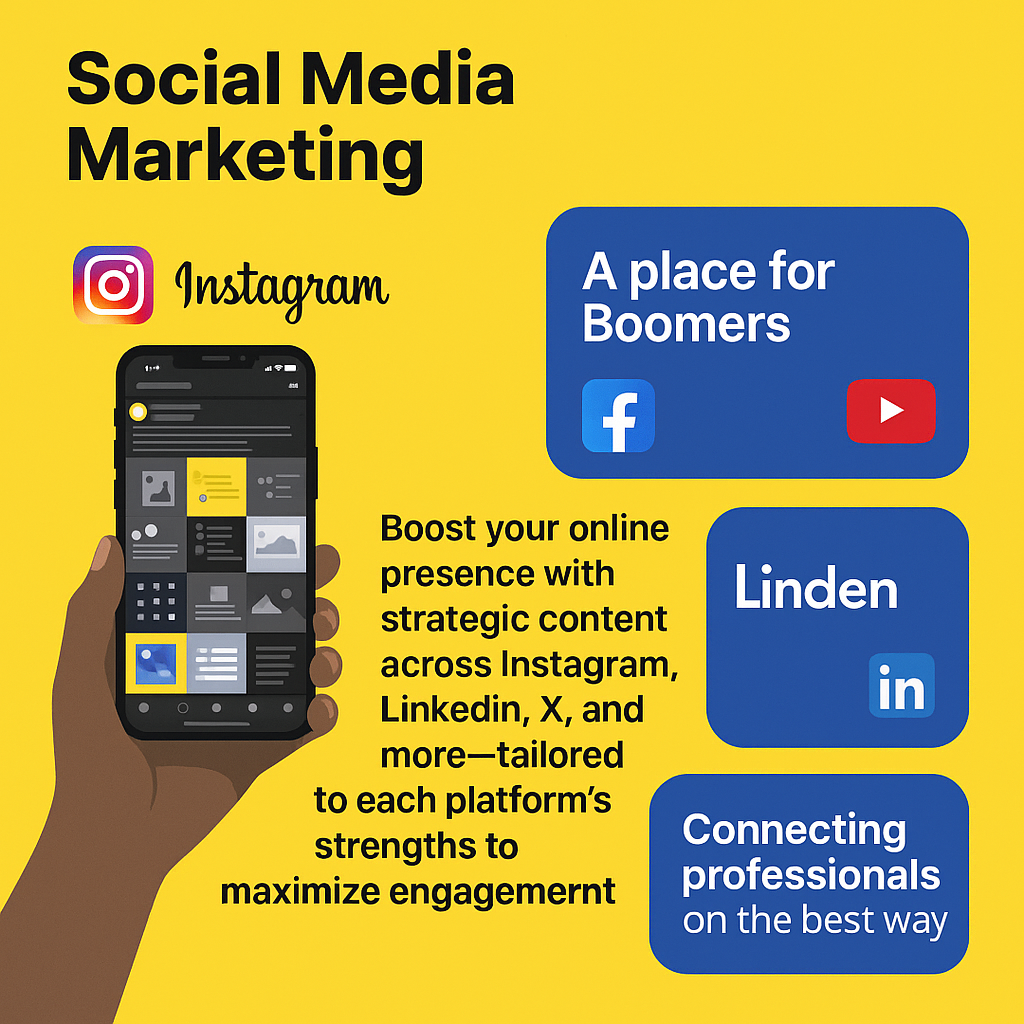 Social Media
Marketing
Instagram
A place for
Boomers
f
Boost your online
presence with
strategic content
across Instagram,
Linkedin, X, and
more—tailored
to each platform's
strengths to
maximize engagemernt
Linden
in
Connecting
professionals
on the best way